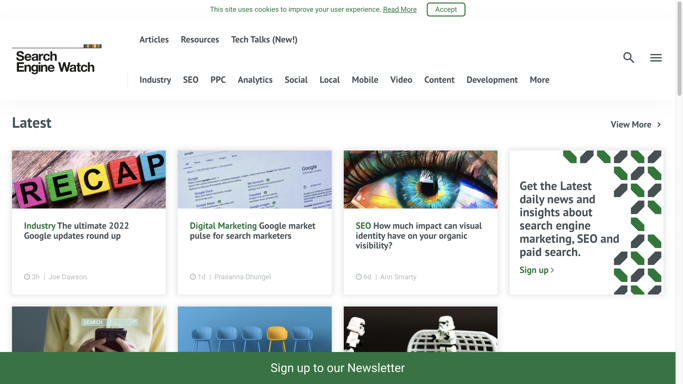 This site uses cookies to improve your user experience. Read More
Accept
Articles Resources Tech Talks (New!)
Search
Engine Watch
Industry SEO PPC Analytics Social Local Mobile Video Content Development More
Latest
View More
RECAP
Google
Industry The ultimate 2022
Google updates round up
3h | Joe Dawson
Digital Marketing Google market
pulse for search marketers
1d | Prasanna Dhungel
SEO How much impact can visual
identity have on your organic
visibility?
6d | Ann Smarty
Get the Latest
daily news and
insights about
search engine
marketing, SEO and
paid search.
Sign up
SEARCH
Sign up to our Newsletter